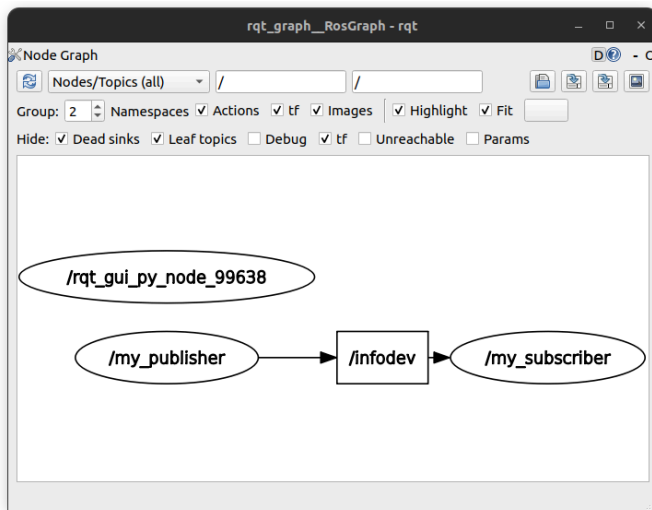 rqt_graph__RosGraph - rqt
Node Graph D - O
Nodes/Topics (all) / /
Group: 2 Namespaces Actions tf Images Highlight Fit
Hide: Dead sinks Leaf topics Debug tf Unreachable Params
/rqt_gui_py_node_99638
/my_publisher /infodev /my_subscriber